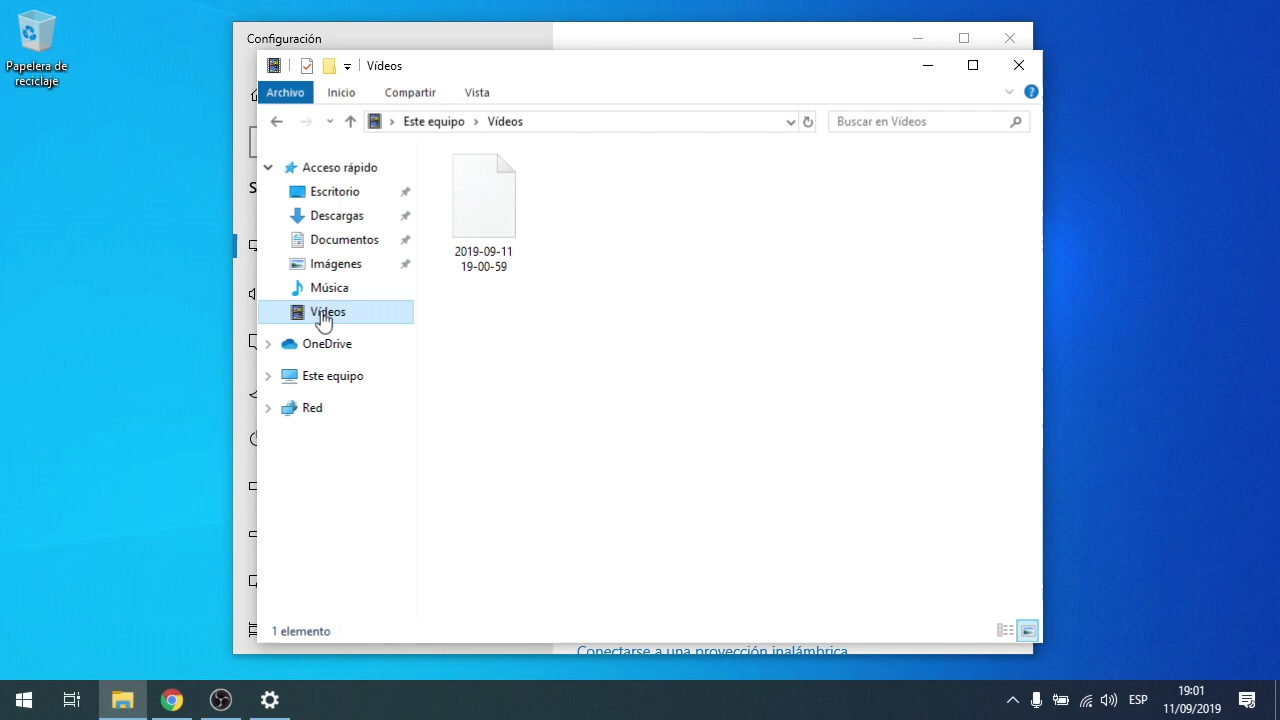 Papelera de
reciclaje
Configuración
Vídeos
Archivo
Inicio
Compartir
Vista
Este equipo
Vídeos
Buscar en Vídeos
Acceso rápido
Escritorio
Descargas
Documentos
Imágenes
Música
Vídeos
OneDrive
Este equipo
Red
2019-09-11
19-00-59
1 elemento
Conectarse a una proyección inalámbrica
ESP
19:01
11/09/2019